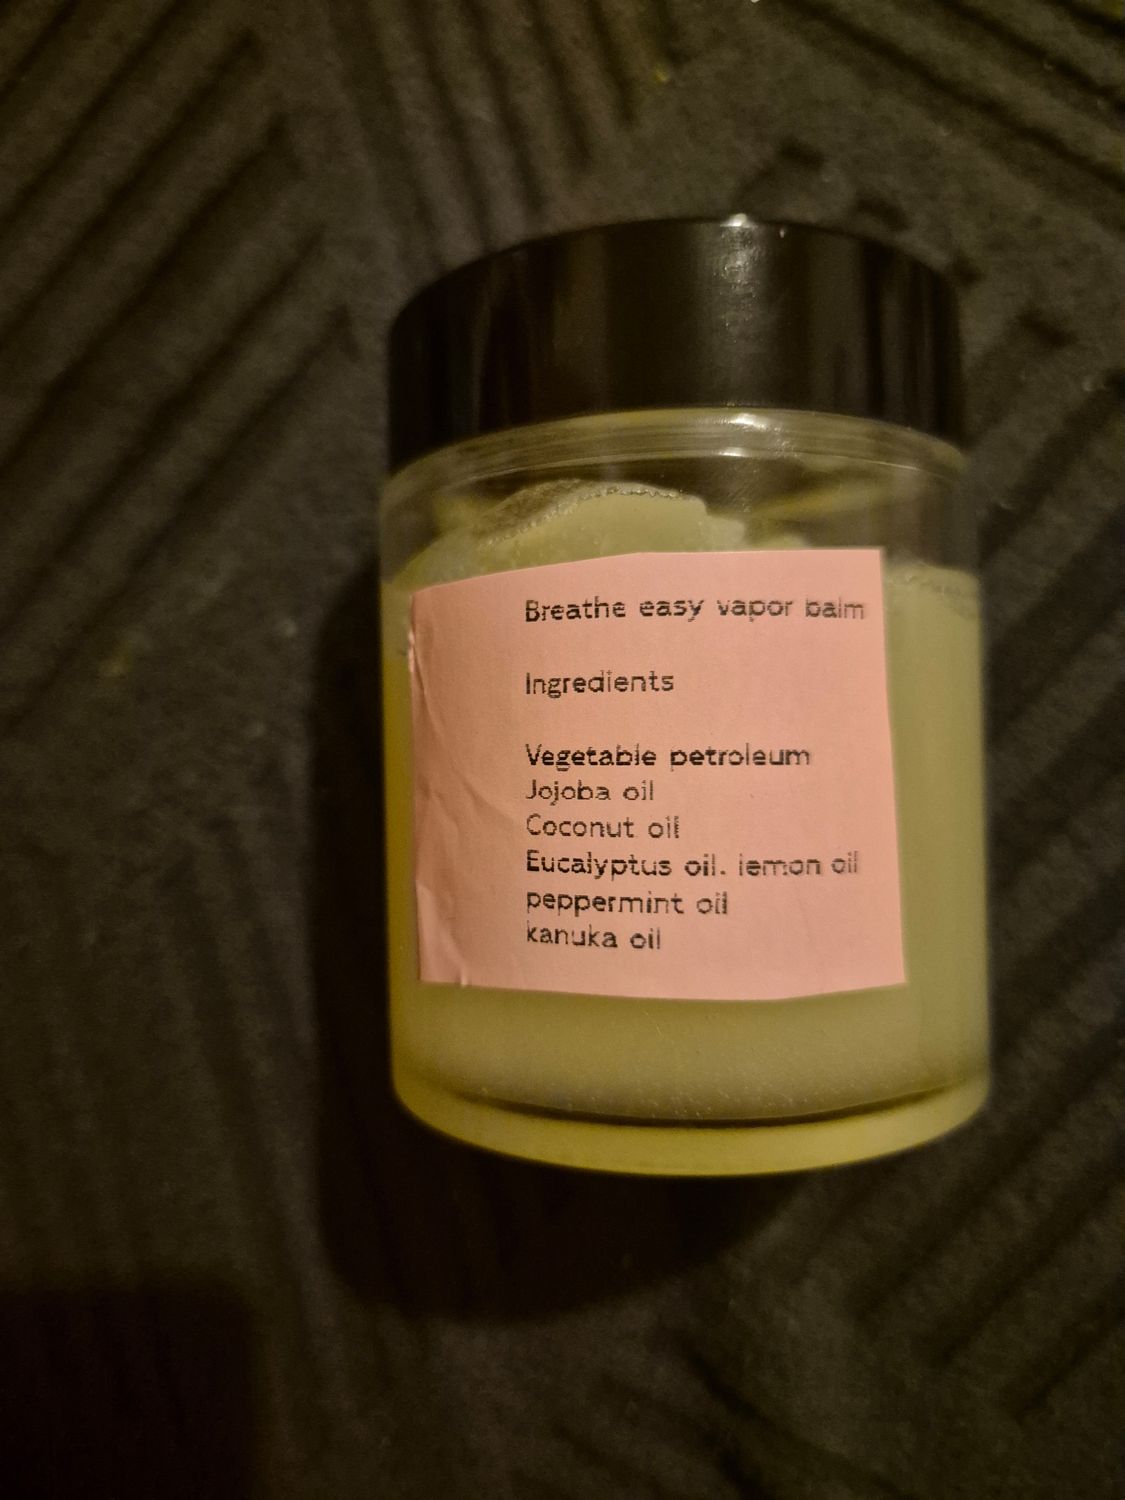 Breathe easy vapor balm
Ingredients
Vegetable petroleum
Jojoba oil
Coconut oil
Eucalyptus oil. lemon oil
peppermint oil
kanuka oil